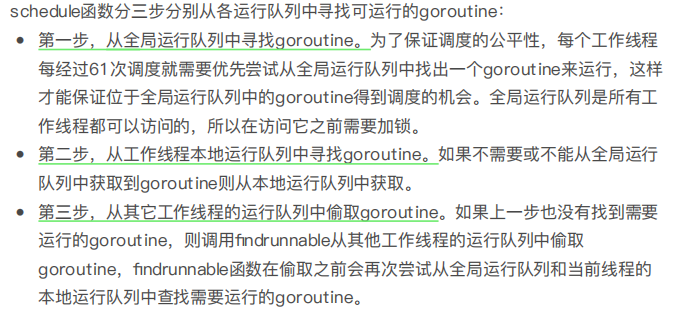 schedule函数分三步分别从各运行队列中寻找可运行的goroutine：
• 第一步，从全局运行队列中寻找goroutine。为了保证调度的公平性，每个工作线程
每经过61次调度就需要优先尝试从全局运行队列中找出一个goroutine来运行，这样
才能保证位于全局运行队列中的goroutine得到调度的机会。全局运行队列是所有工
作线程都可以访问的，所以在访问它之前需要加锁。
• 第二步，从工作线程本地运行队列中寻找goroutine。如果不需要或不能从全局运行
队列中获取到goroutine则从本地运行队列中获取。
• 第三步，从其它工作线程的运行队列中偷取goroutine。如果上一步也没有找到需要
运行的goroutine，则调用findrunnable从其他工作线程的运行队列中偷取
goroutine，findrunnable函数在偷取之前会再次尝试从全局运行队列和当前线程的
本地运行队列中查找需要运行的goroutine。